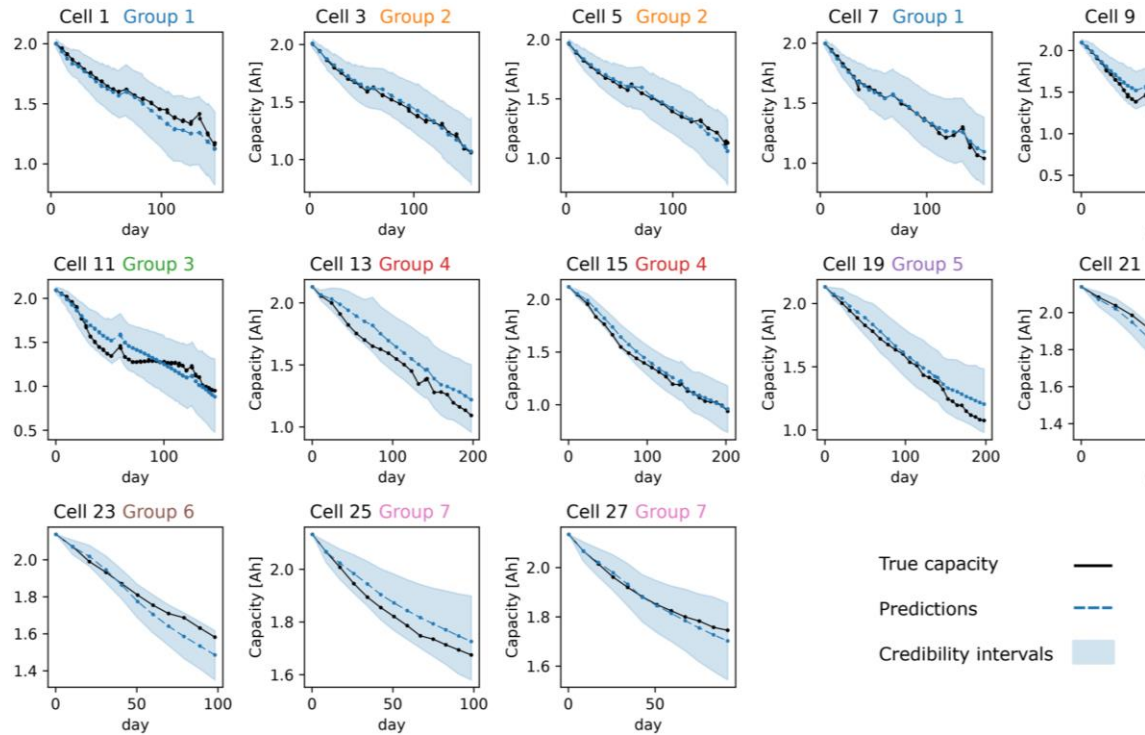 Cell 1 Group 1
Cell 3 Group 2
Cell 5 Group 2
Cell 7 Group 1
Cell 9
2.0
1.5
1.0
100
day
Capacity [Ah]
2.0
1.5
1.0
0
100
day
Capacity [Ah]
2.0
1.5
1.0
0
100
day
Capacity [Ah]
2.0
1.5
1.0
0
100
day
Capacity [Ah]
2.0
1.5
1.0
0.5
0
Cell 11 Group 3
Cell 13 Group 4
Cell 15 Group 4
Cell 19 Group 5
Cell 21
2.0
1.5
1.0
0.5
0
100
day
Capacity [Ah]
2.0
1.5
1.0
0
100
200
day
Capacity [Ah]
2.0
1.5
1.0
0
100
200
day
Capacity [Ah]
2.0
1.5
1.0
0
100
200
day
Capacity [Ah]
2.0
1.8
1.6
1.4
0
Cell 23 Group 6
Cell 25 Group 7
Cell 27 Group 7
2.0
1.8
1.6
1.4
0
50
100
day
Capacity [Ah]
2.0
1.8
1.6
0
50
100
day
Capacity [Ah]
2.0
1.8
1.6
0
50
day
True capacity
Predictions
Credibility intervals